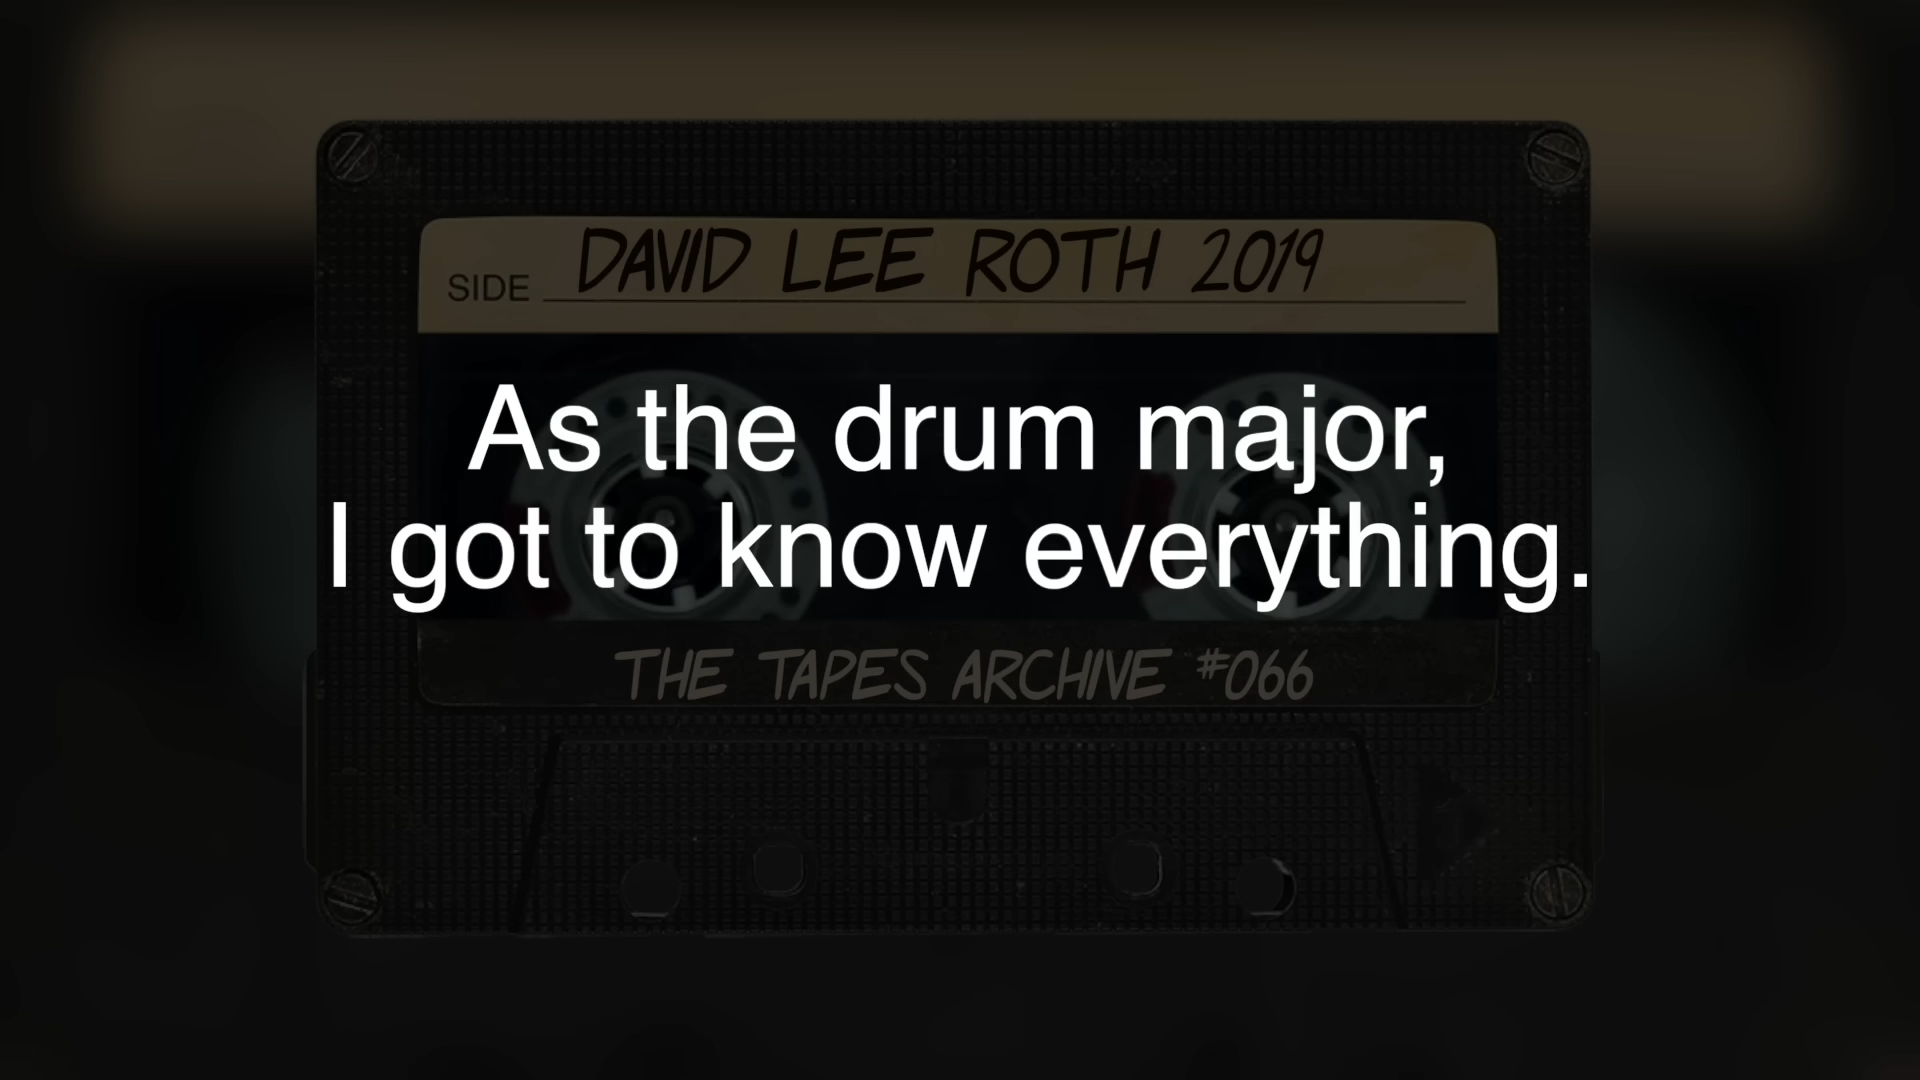 DAVID LEE ROTH 2019
SIDE
As the drum major,
I got to know everything.
THE TAPES ARCHIVE #066